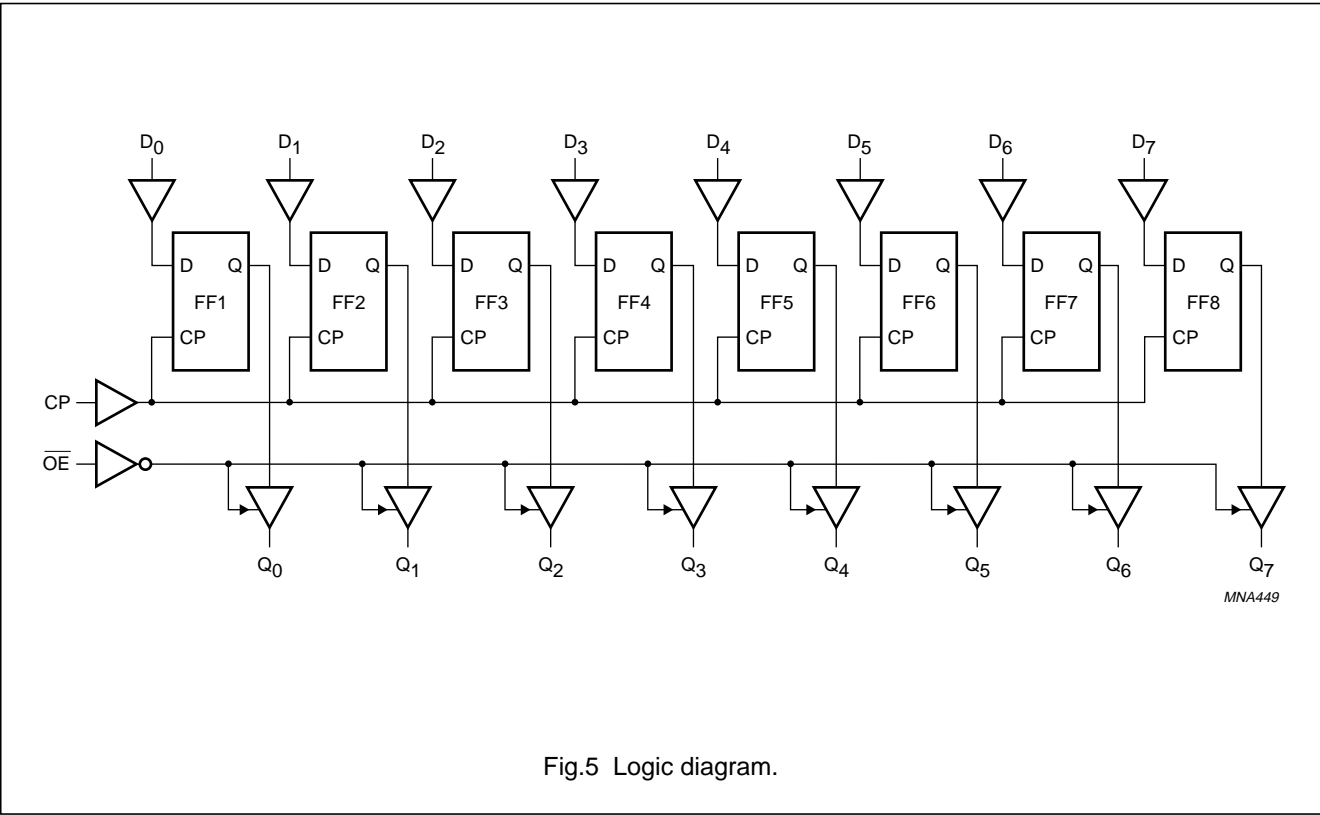 D0 D1 D2 D3 D4 D5 D6 D7
D Q D Q D Q D Q D Q D Q D Q D Q
FF1 FF2 FF3 FF4 FF5 FF6 FF7 FF8
CP CP CP CP CP CP CP CP
CP
O̅E̅
Q0 Q1 Q2 Q3 Q4 Q5 Q6 Q7
MNA449
Fig.5 Logic diagram.